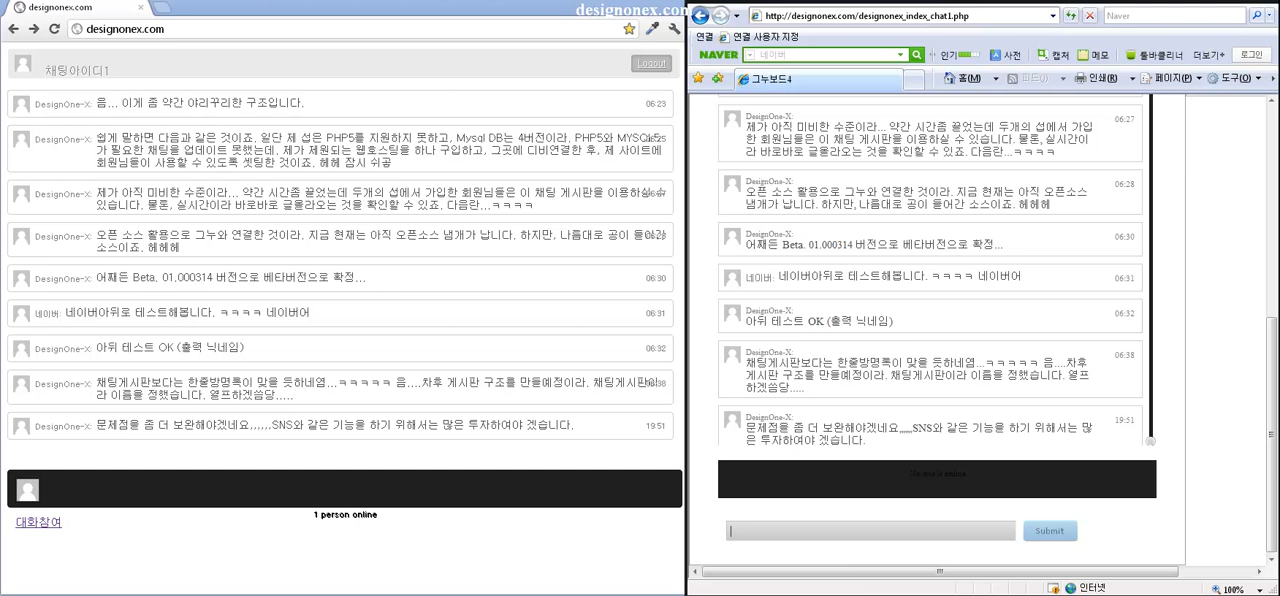 designonex.com
designonex.com
designonex.com
채팅아이디1
Logout
DesignOne-X: 음... 이게 좀 약간 야리꾸리한 구조입니다.
06:23
DesignOne-X: 쉽게 말하면 다음과 같은 것이죠. 일단 제 섭은 PHP5를 지원하지 못하고, Mysql DB는 4버젼이라, PHP5와
가 필요한 채팅을 업데이트 못했는데, 제가 제원되는 웹호스팅을 하나 구입하고, 그곳에 디비연결한 후, 제 사이트에
회원님들이 사용할 수 있도록 셋팅한 것이죠. 헤헤 잠시 쉬공
DesignOne-X: 제가 아직 미비한 수준이라... 약간 시간좀 끌었는데 두개의 섭에서 가입한 회원님들은 이 채팅 게시판을
있습니다. 물론, 실시간이라 바로바로 글올라오는 것을 확인할 수 있죠. 다음란...ㅋㅋㅋㅋ
DesignOne-X: 오픈 소스 활용으로 그누와 연결한 것이라. 지금 현재는 아직 오픈소스 냄개가 납니다. 하지만, 나름대로 공이
소스이죠. 헤헤헤
DesignOne-X: 어째든 Beta. 01.000314 버전으로 베타버전으로 확정...
06:30
네이버: 네이버아뒤로 테스트해봅니다. ㅋㅋㅋㅋ 네이버어
06:31
DesignOne-X: 아뒤 테스트 OK (출력 닉네임)
06:32
DesignOne-X: 채팅게시판보다는 한줄방명록이 맞을 듯하네염...ㅋㅋㅋㅋㅋ 음....차후 게시판 구조를 만들예정이라.
라 이름을 정했습니다. 열프하겠씀당.....
DesignOne-X: 문제점을 좀 더 보완해야겠네요,,,,,,SNS와 같은 기능을 하기 위해서는 많은 투자하여야 겠습니다.
19:51
1 person online
대화참여
http://designonex.com/designonex_index_chat1.php
Naver
연결 연결 사용자 지정
NAVER 네이버 인기 사전 캡처 메모 툴바클리너 더보기+ 로그인
그누보드4
홈(M) 피드(J) 인쇄(R) 페이지(P) 도구(O)
DesignOne-X:
06:27
제가 아직 미비한 수준이라... 약간 시간좀 끌었는데 두개의 섭에서 가입
한 회원님들은 이 채팅 게시판을 이용하실 수 있습니다. 물론, 실시간이
라 바로바로 글올라오는 것을 확인할 수 있죠. 다음란...ㅋㅋㅋㅋ
DesignOne-X:
06:28
오픈 소스 활용으로 그누와 연결한 것이라. 지금 현재는 아직 오픈소스
냄개가 납니다. 하지만, 나름대로 공이 들어간 소스이죠. 헤헤헤
DesignOne-X:
06:30
어째든 Beta. 01.000314 버전으로 베타버전으로 확정...
네이버: 네이버아뒤로 테스트해봅니다. ㅋㅋㅋㅋ 네이버어
06:31
DesignOne-X:
06:32
아뒤 테스트 OK (출력 닉네임)
DesignOne-X:
06:38
채팅게시판보다는 한줄방명록이 맞을 듯하네염...ㅋㅋㅋㅋㅋ 음....차후
게시판 구조를 만들예정이라. 채팅게시판이라 이름을 정했습니다. 열프
하겠씀당.....
DesignOne-X:
19:51
문제점을 좀 더 보완해야겠네요,,,,,,SNS와 같은 기능을 하기 위해서는 많
은 투자하여야 겠습니다.
Submit
인터넷
100%